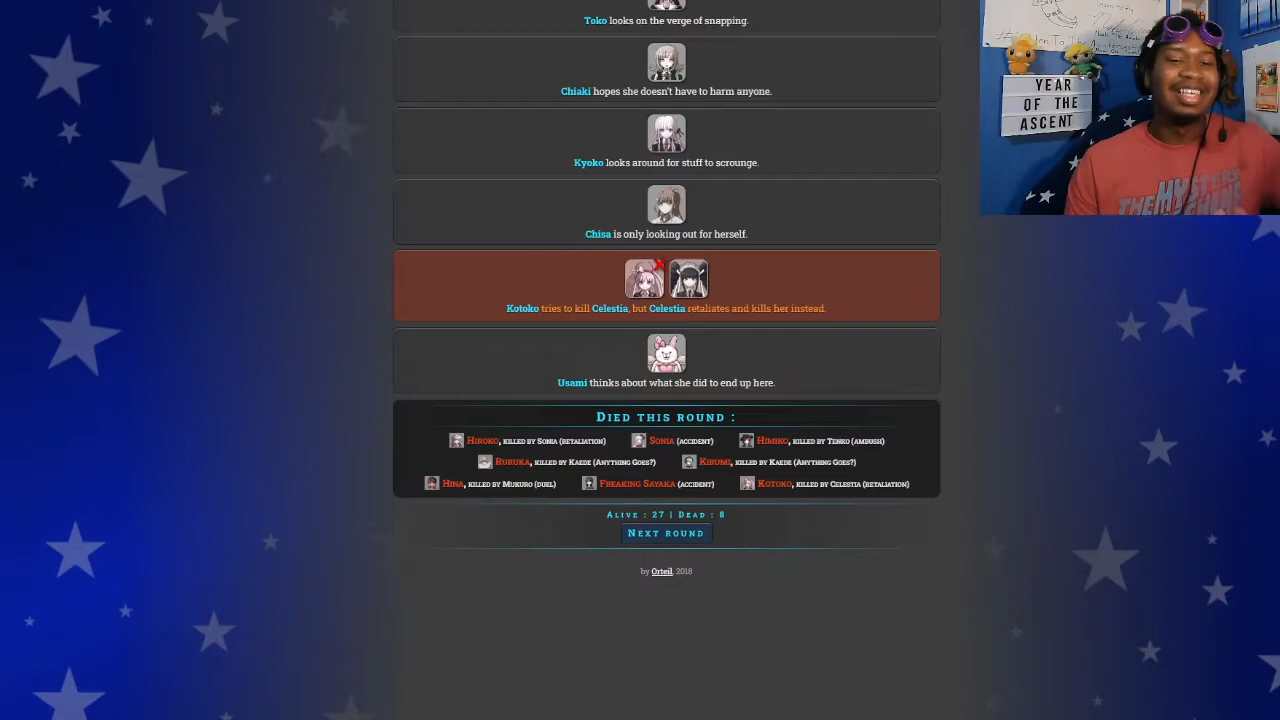 Toko looks on the verge of snapping.
Chiaki hopes she doesn't have to harm anyone.
Kyoko looks around for stuff to scrounge.
Chisa is only looking out for herself.
Kotoko tries to kill Celestia, but Celestia retaliates and kills her instead.
Usami thinks about what she did to end up here.
Died this round :
Hiroko, killed by Sonia (retaliation) Sonia (accident) Himiko, killed by Tenko (ambush)
Ruruka, killed by Kaede (Anything Goes?) Kirumi, killed by Kaede (Anything Goes?)
Hina, killed by Mukuro (duel) Freaking Sayaka (accident) Kotoko, killed by Celestia (retaliation)
Alive : 27 | Dead : 8
Next round
by Orteil, 2018
YEAR
OF THE
ASCENT
THE MYSTERY